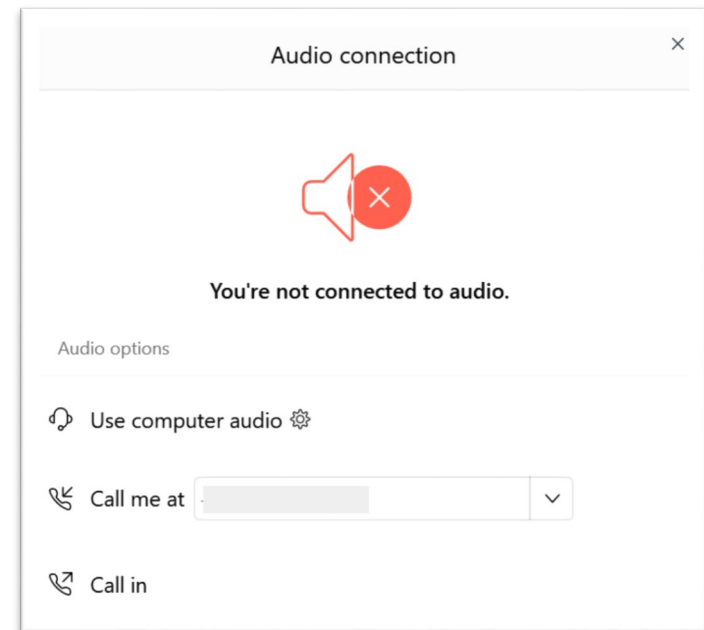 Audio connection
You're not connected to audio.
Audio options
Use computer audio
Call me at
Call in